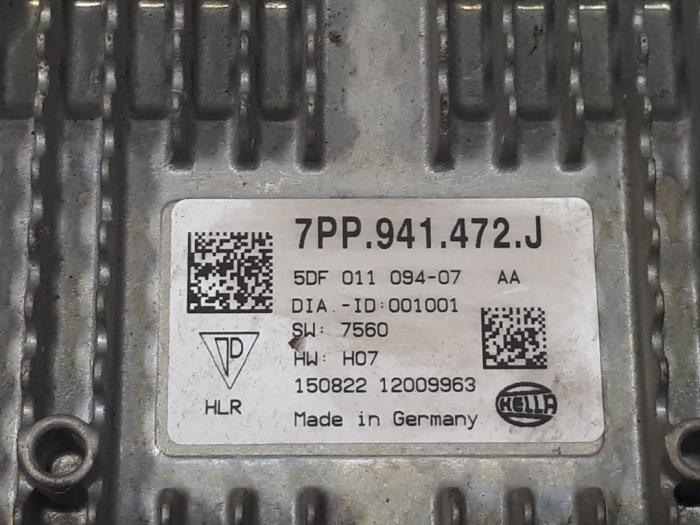 7PP.941.472.J
5DF 011 094-07 AA
DIA.-ID:001001
SW: 7560
HW: H07
150822 12009963
HLR
Made in Germany
HELLA